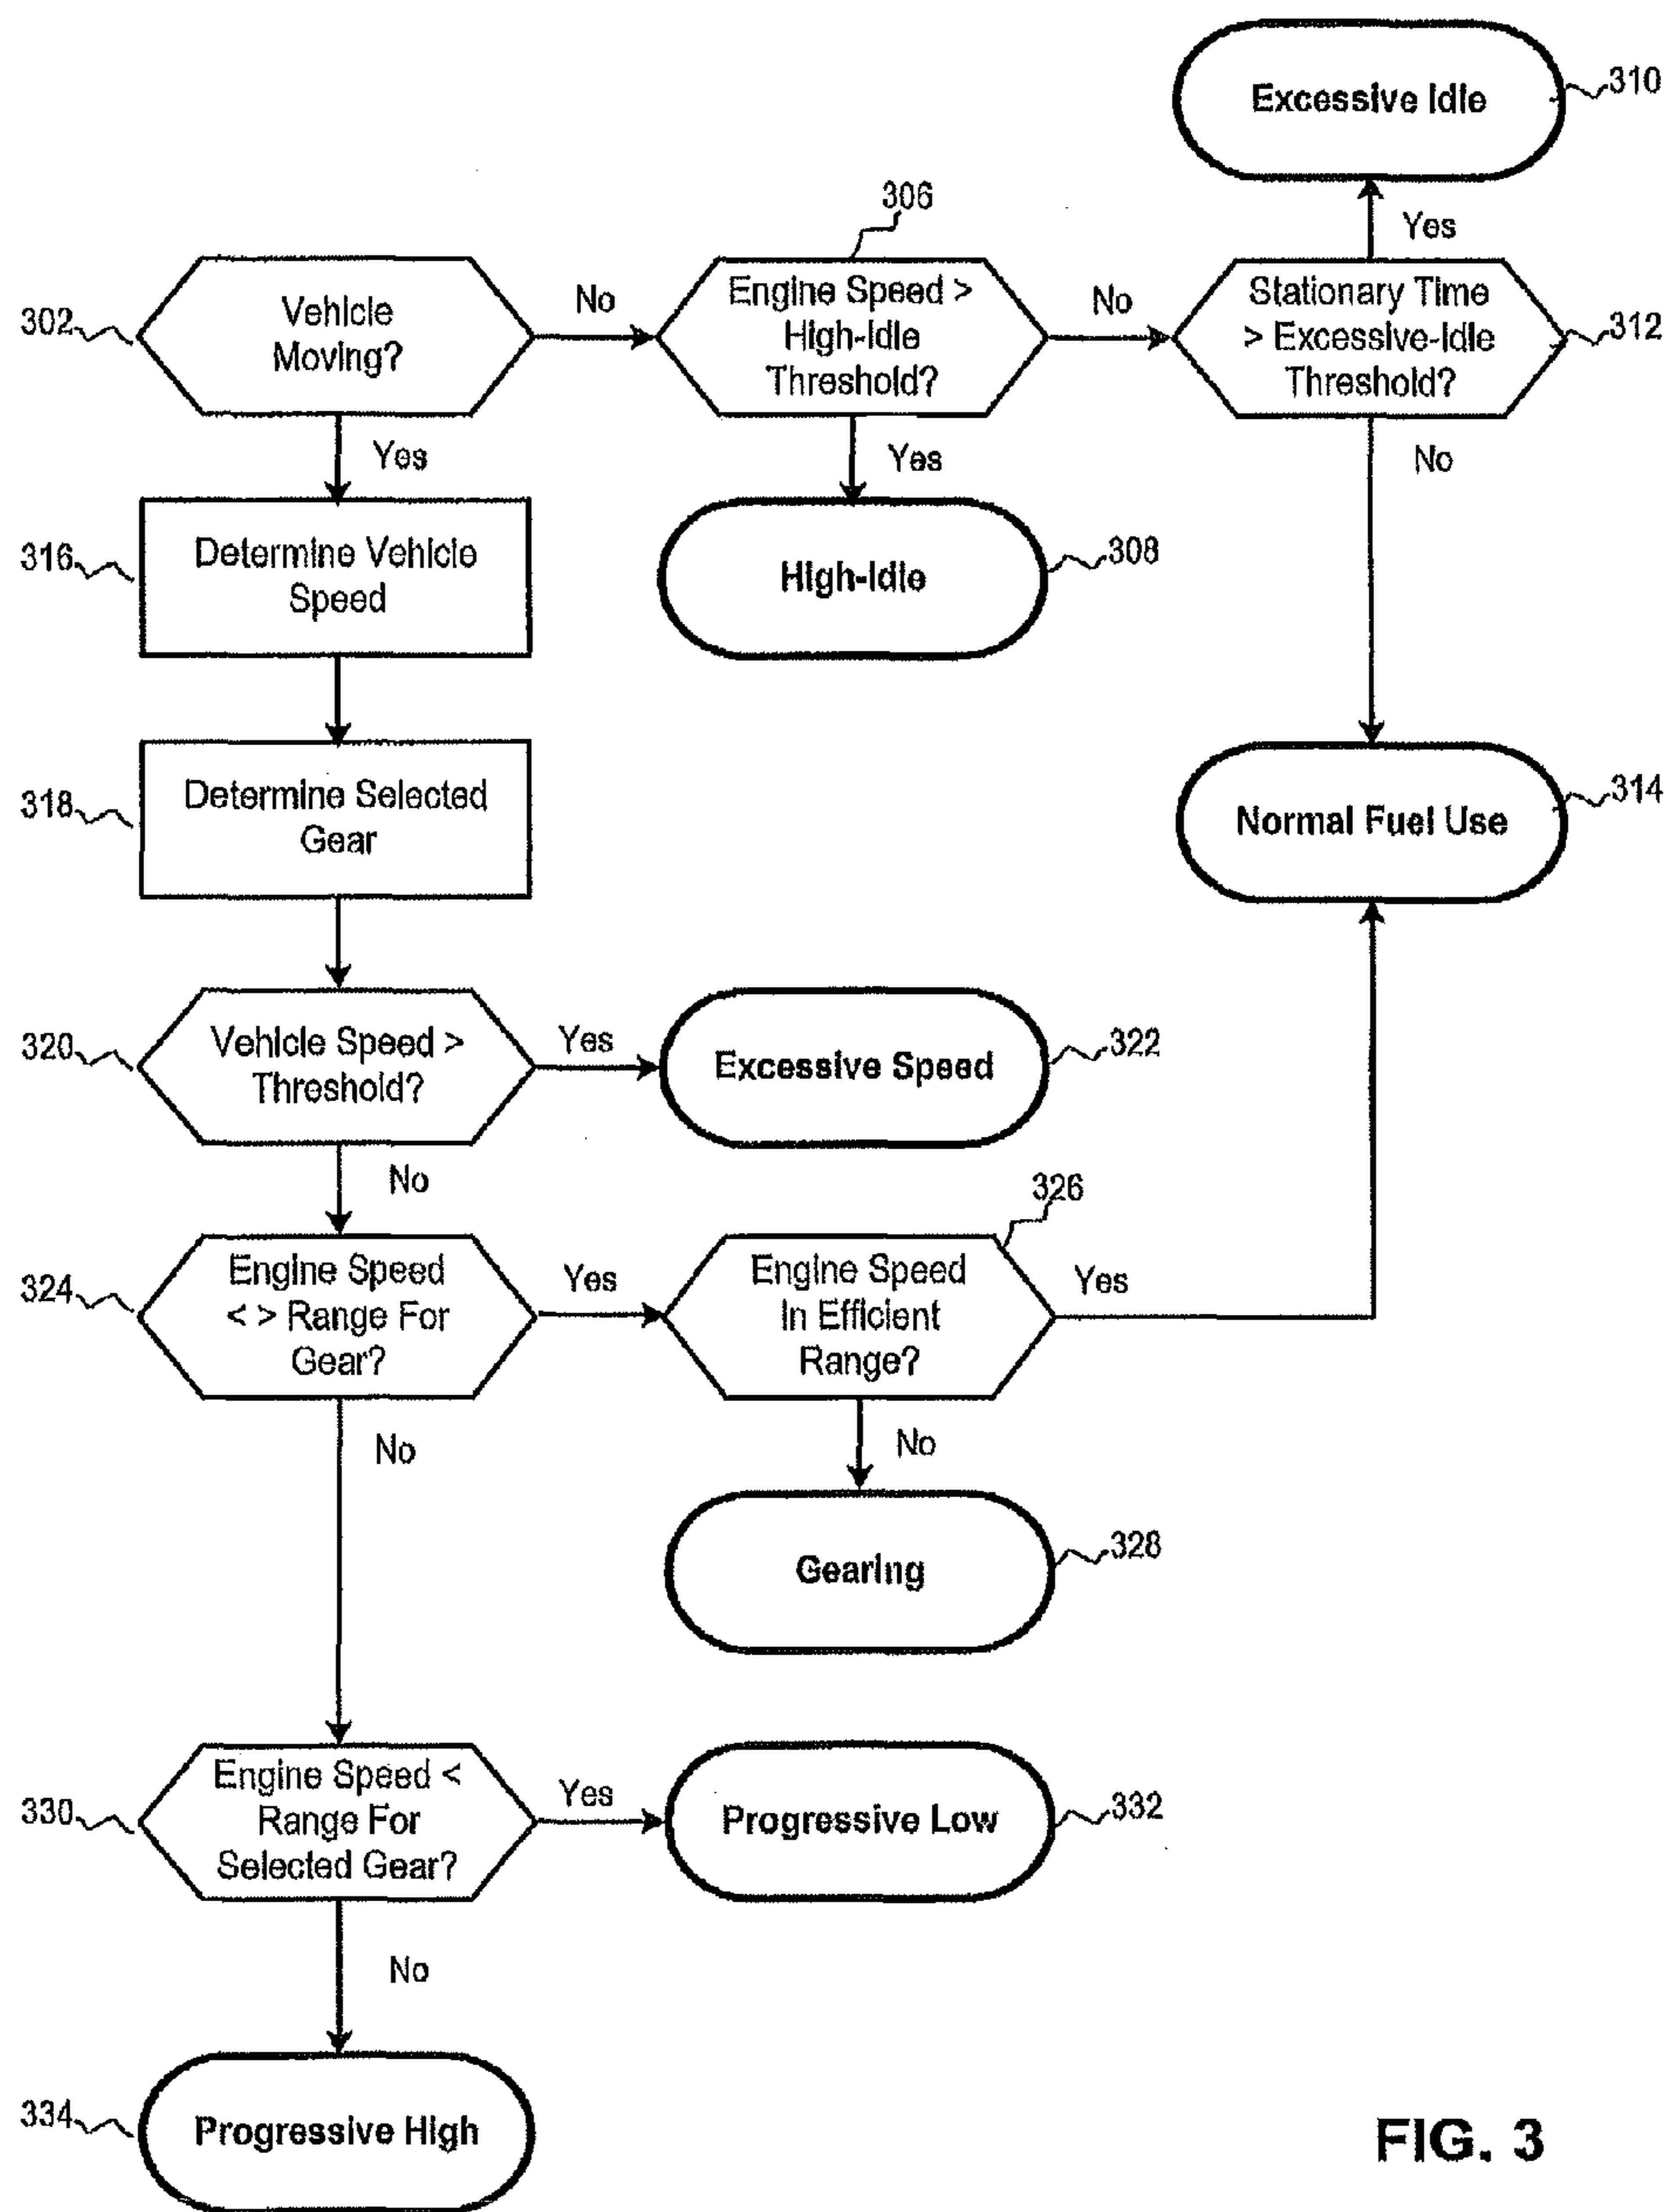 310
Excessive Idle
306
Yes
302
Vehicle
Moving?
No
Engine Speed >
High-Idle
Threshold?
No
Stationary Time
> Excessive-Idle
Threshold?
312
Yes
Yes
No
316
Determine Vehicle
Speed
High-Idle
308
318
Determine Selected
Gear
Normal Fuel Use
314
320
Vehicle Speed >
Threshold?
Yes
Excessive Speed
322
No
326
324
Engine Speed
< > Range For
Gear?
Yes
Engine Speed
In Efficient
Range?
Yes
No
No
Gearing
328
330
Engine Speed <
Range For
Selected Gear?
Yes
Progressive Low
332
No
334
Progressive High
FIG. 3